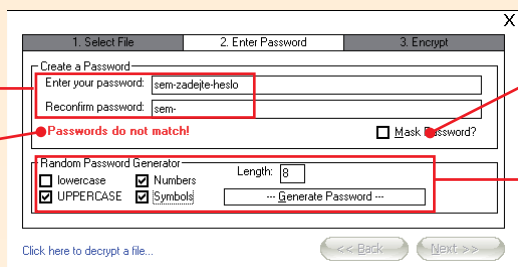 X
1. Select File 2. Enter Password 3. Encrypt
Create a Password
Enter your password: sem-zadejte-heslo
Reconfirm password: sem-
Passwords do not match! Mask Password?
Random Password Generator
lowercase Numbers Length: 8
UPPERCASE Symbols --- Generate Password ---
Click here to decrypt a file... << Back Next >>